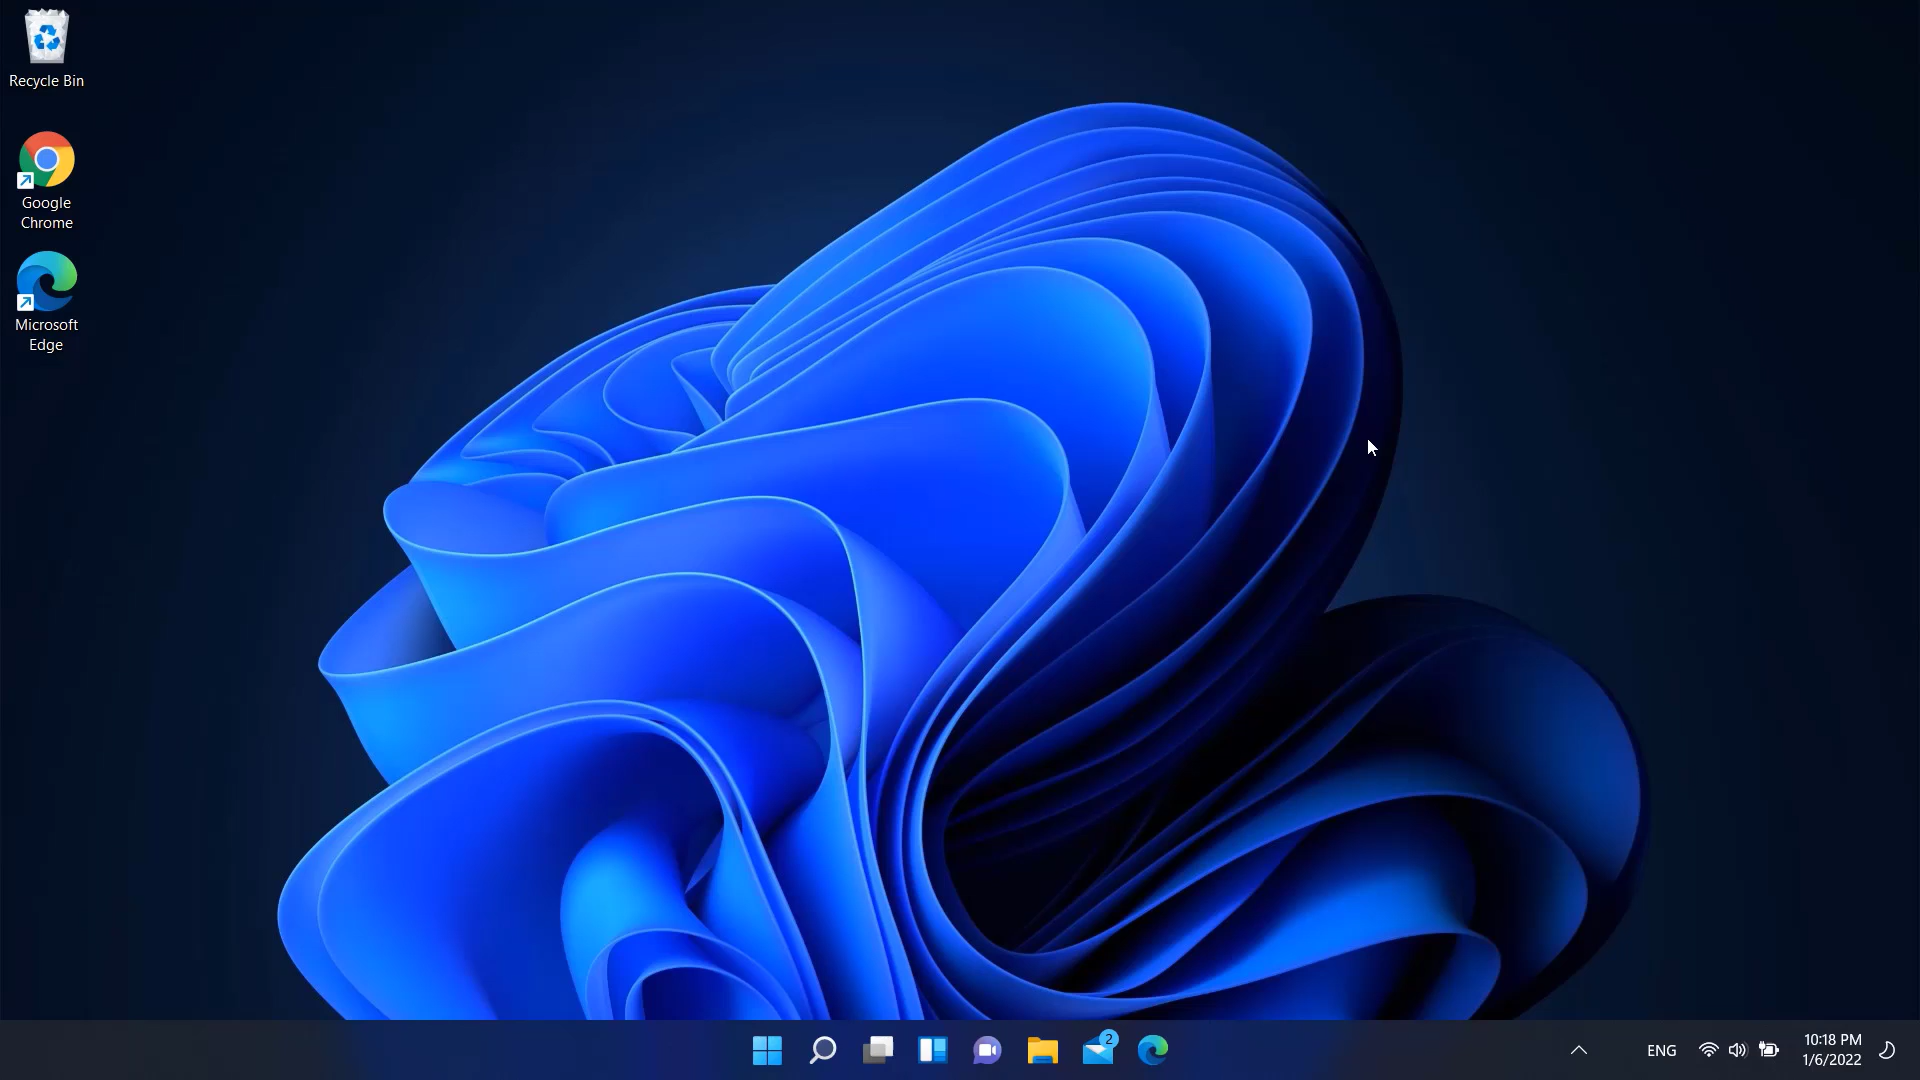 Recycle Bin
Google
Chrome
Microsoft
Edge
2
ENG
10:18 PM
1/6/2022